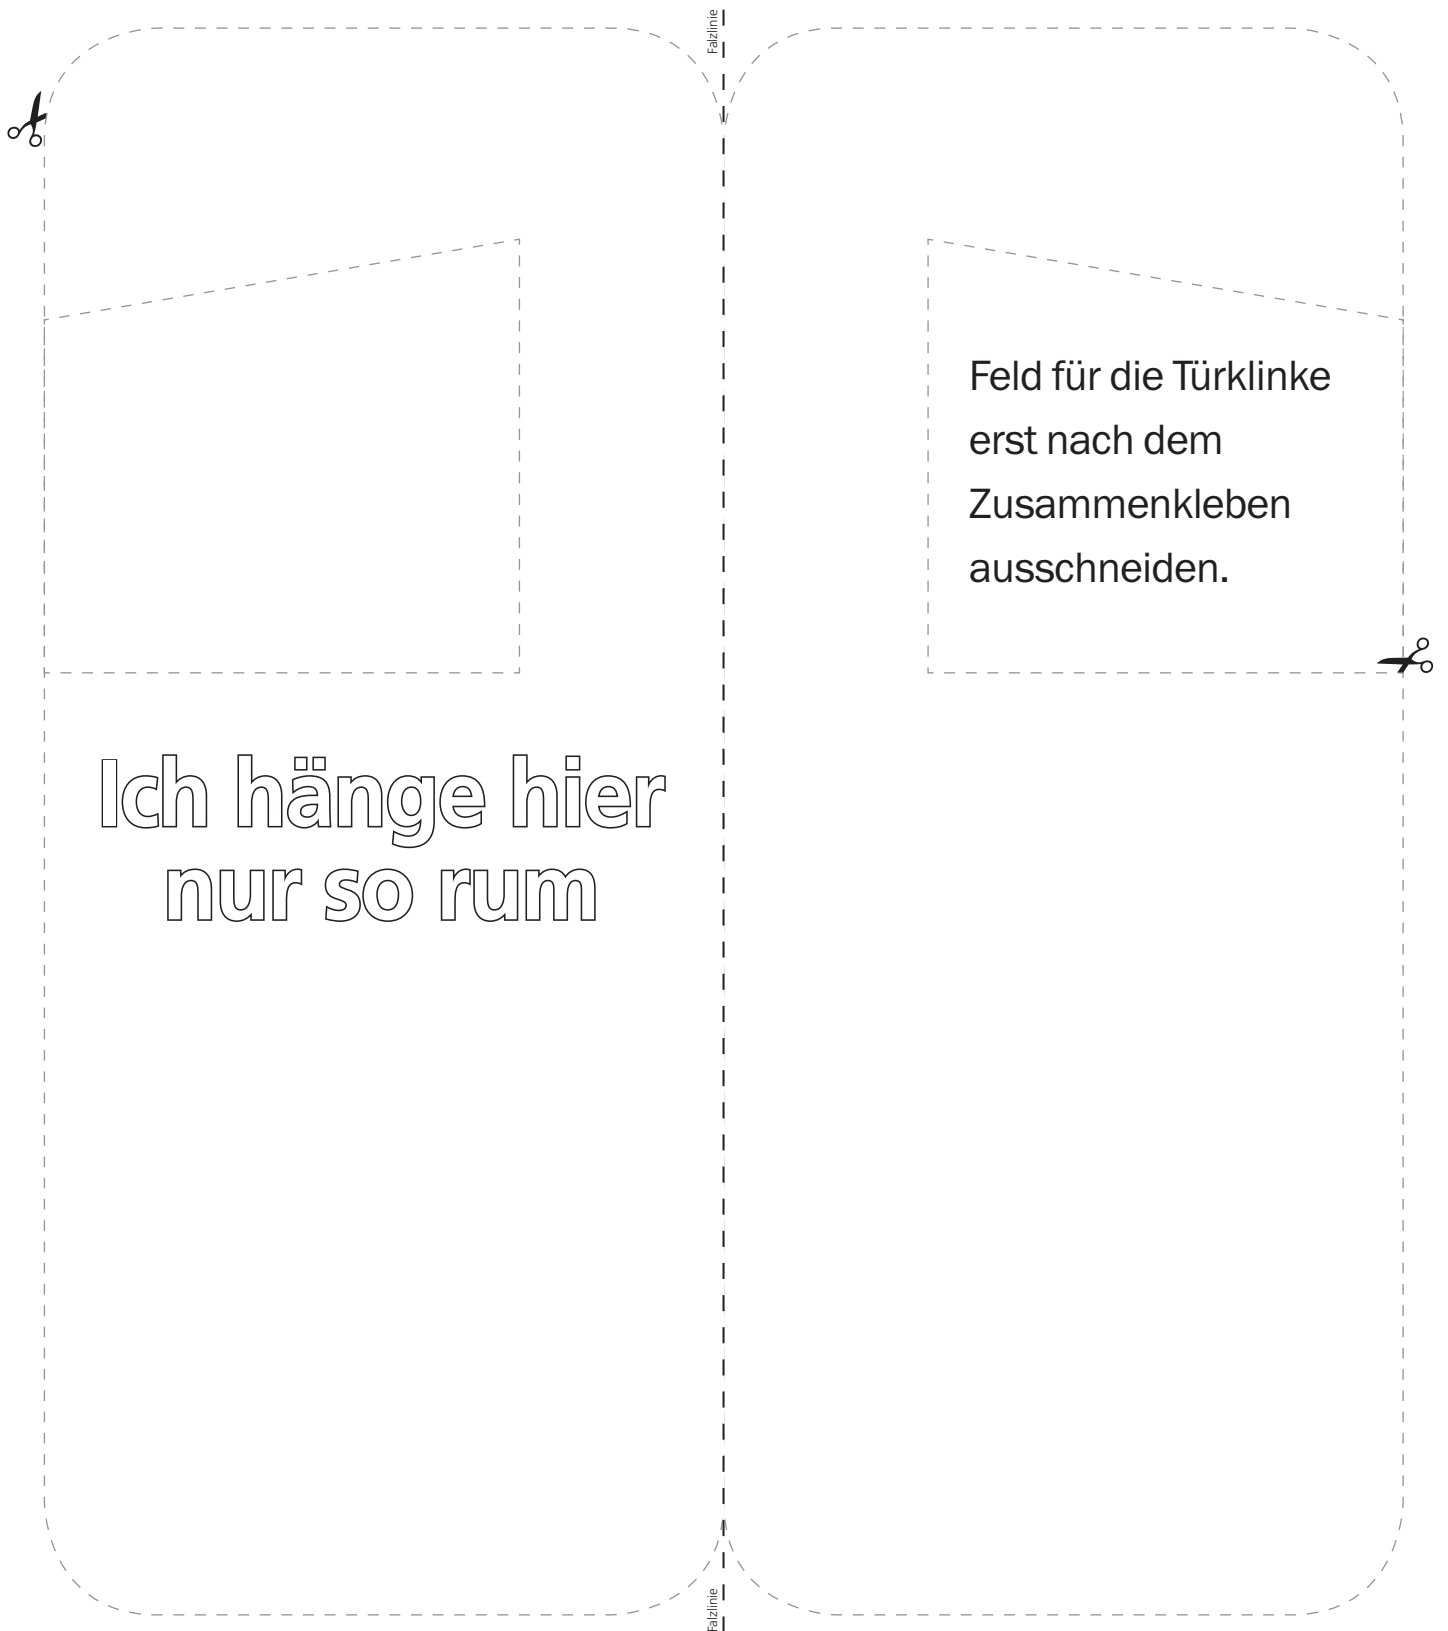 Falzlinie
Feld für die Türklinke
erst nach dem
Zusammenkleben
ausschneiden.
Ich hänge hier
nur so rum
Falzlinie